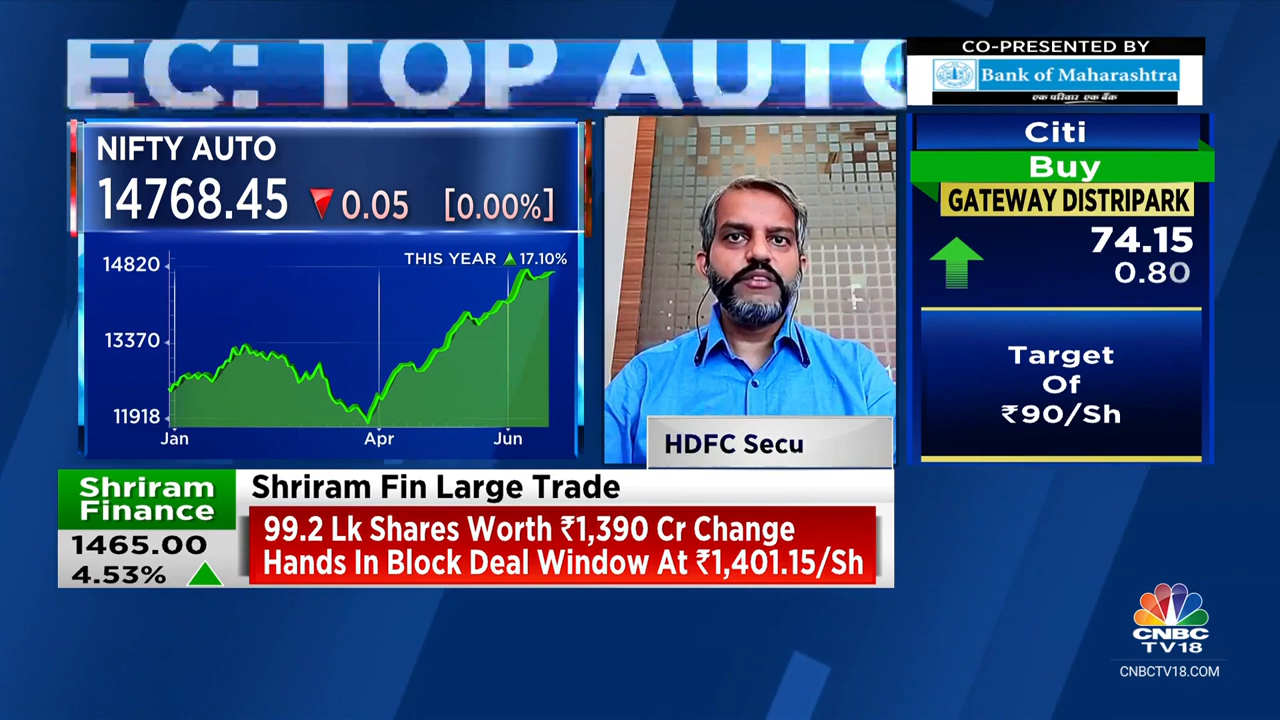 EC: TOP AUTO
CO-PRESENTED BY
Bank of Maharashtra
एक परिवार एक बैंक
NIFTY AUTO
14768.45 0.05 [0.00%]
THIS YEAR 17.10%
14820
13370
11918
Jan Apr Jun
HDFC Secu
Citi
Buy
GATEWAY DISTRIPARK
74.15
0.80
Target
Of
₹90/Sh
Shriram
Finance
1465.00
4.53%
Shriram Fin Large Trade
99.2 Lk Shares Worth ₹1,390 Cr Change
Hands In Block Deal Window At ₹1,401.15/Sh
CNBC
TV18
CNBCTV18.COM